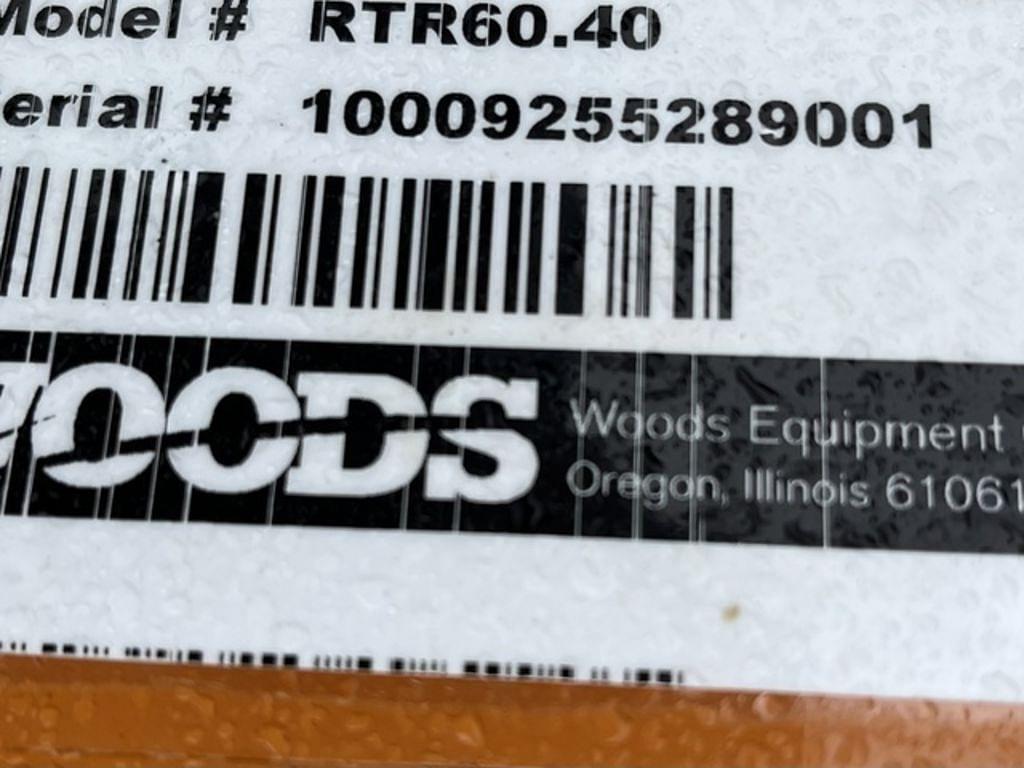 Model # RTR60.40
erial # 10009255289001
WOODS
Woods Equipment
Oregon, Illinois 61061